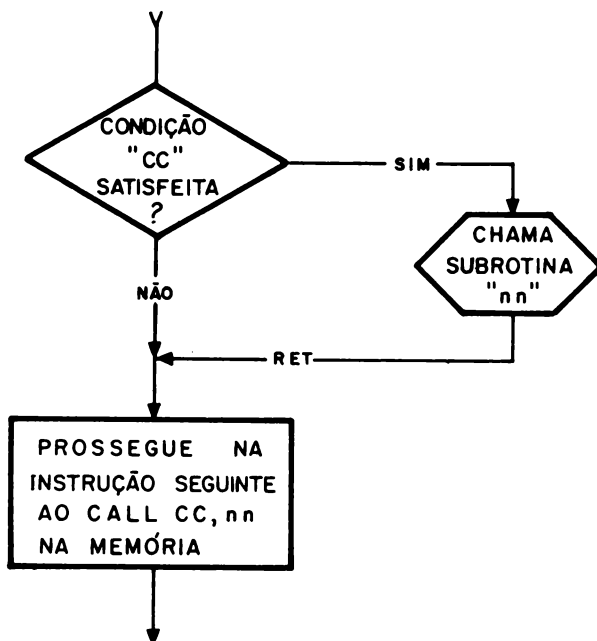 CONDIÇÃO
"CC"
SATISFEITA
?
SIM
CHAMA
SUBROTINA
"nn"
NÃO
RET
PROSSEGUE NA
INSTRUÇÃO SEGUINTE
AO CALL CC, nn
NA MEMÓRIA